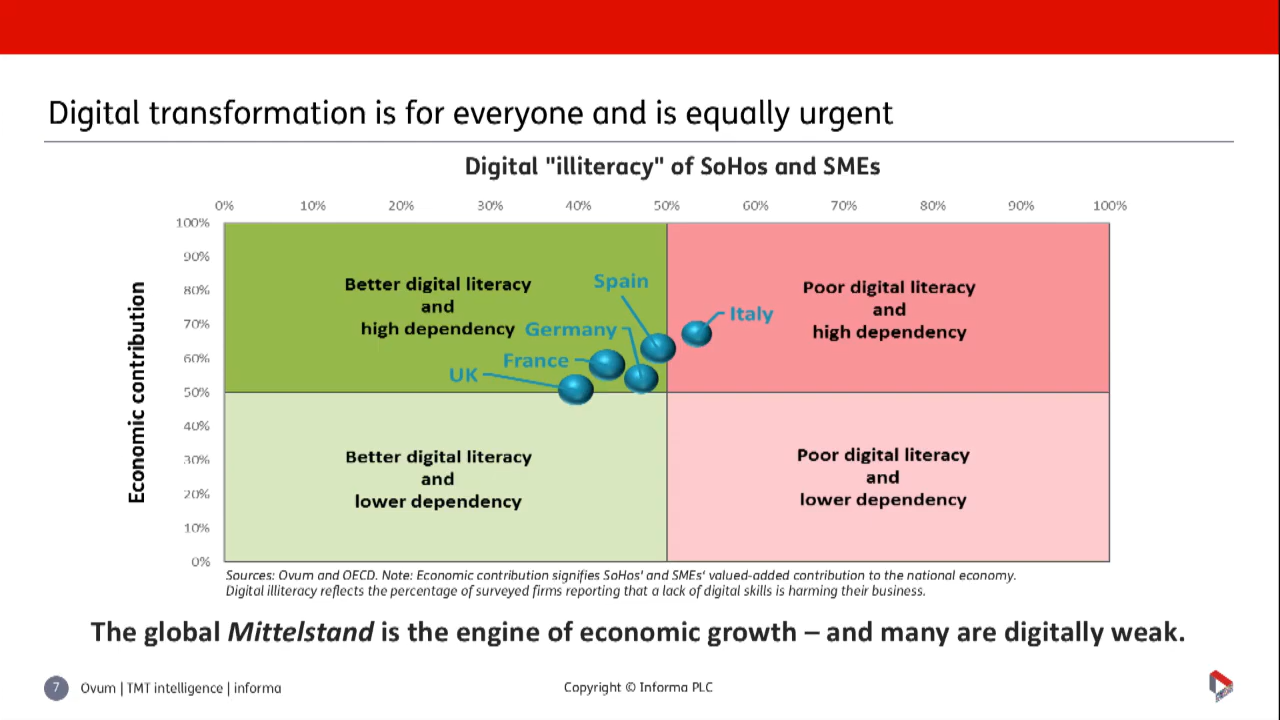 Digital transformation is for everyone and is equally urgent
Digital "illiteracy" of SoHos and SMEs
0% 10% 20% 30% 40% 50% 60% 70% 80% 90% 100%
Economic contribution
100%
90%
80%
70%
60%
50%
40%
30%
20%
10%
0%
Better digital literacy
and
high dependency
Poor digital literacy
and
high dependency
Spain
Italy
Germany
France
UK
Better digital literacy
and
lower dependency
Poor digital literacy
and
lower dependency
Sources: Ovum and OECD. Note: Economic contribution signifies SoHos' and SMEs' valued-added contribution to the national economy.
Digital illiteracy reflects the percentage of surveyed firms reporting that a lack of digital skills is harming their business.
The global Mittelstand is the engine of economic growth – and many are digitally weak.
7 Ovum | TMT intelligence | informa
Copyright © Informa PLC